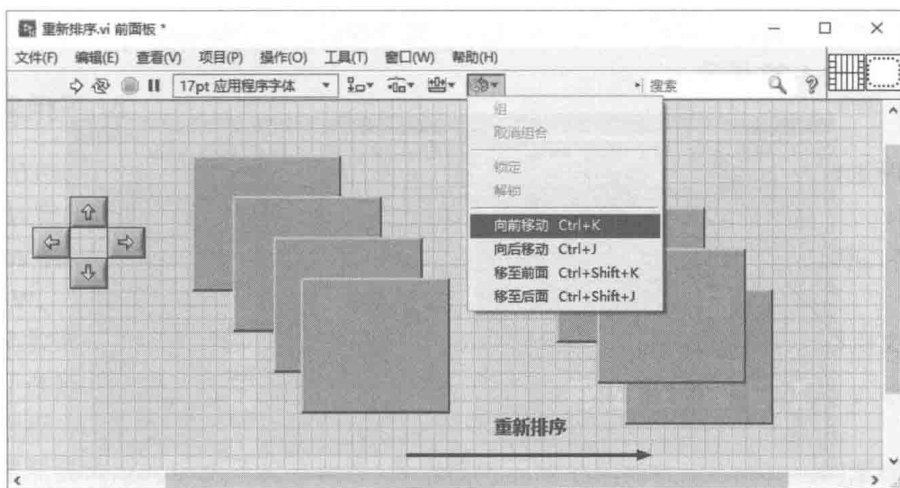 重新排序.vi 前面板 *
文件(F) 编辑(E) 查看(V) 项目(P) 操作(O) 工具(T) 窗口(W) 帮助(H)
17pt 应用程序字体
搜索
组
取消组合
锁定
解锁
向前移动 Ctrl+K
向后移动 Ctrl+J
移至前面 Ctrl+Shift+K
移至后面 Ctrl+Shift+J
重新排序